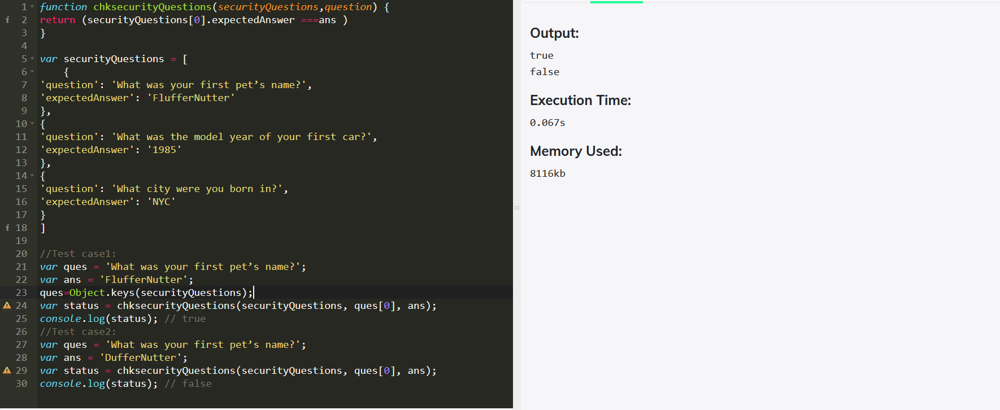 1 function chksecurityQuestions(securityQuestions,question) {
2 return (securityQuestions[0].expectedAnswer ===ans )
3 }
4
5 var securityQuestions = [
6     {
7 'question': 'What was your first pet’s name?',
8 'expectedAnswer': 'FlufferNutter'
9 },
10 {
11 'question': 'What was the model year of your first car?',
12 'expectedAnswer': '1985'
13 },
14 {
15 'question': 'What city were you born in?',
16 'expectedAnswer': 'NYC'
17 }
18 ]
19
20 //Test case1:
21 var ques = 'What was your first pet’s name?';
22 var ans = 'FlufferNutter';
23 ques=Object.keys(securityQuestions);
24 var status = chksecurityQuestions(securityQuestions, ques[0], ans);
25 console.log(status); // true
26 //Test case2:
27 var ques = 'What was your first pet’s name?';
28 var ans = 'DufferNutter';
29 var status = chksecurityQuestions(securityQuestions, ques[0], ans);
30 console.log(status); // false
Output:
true
false
Execution Time:
0.067s
Memory Used:
8116kb